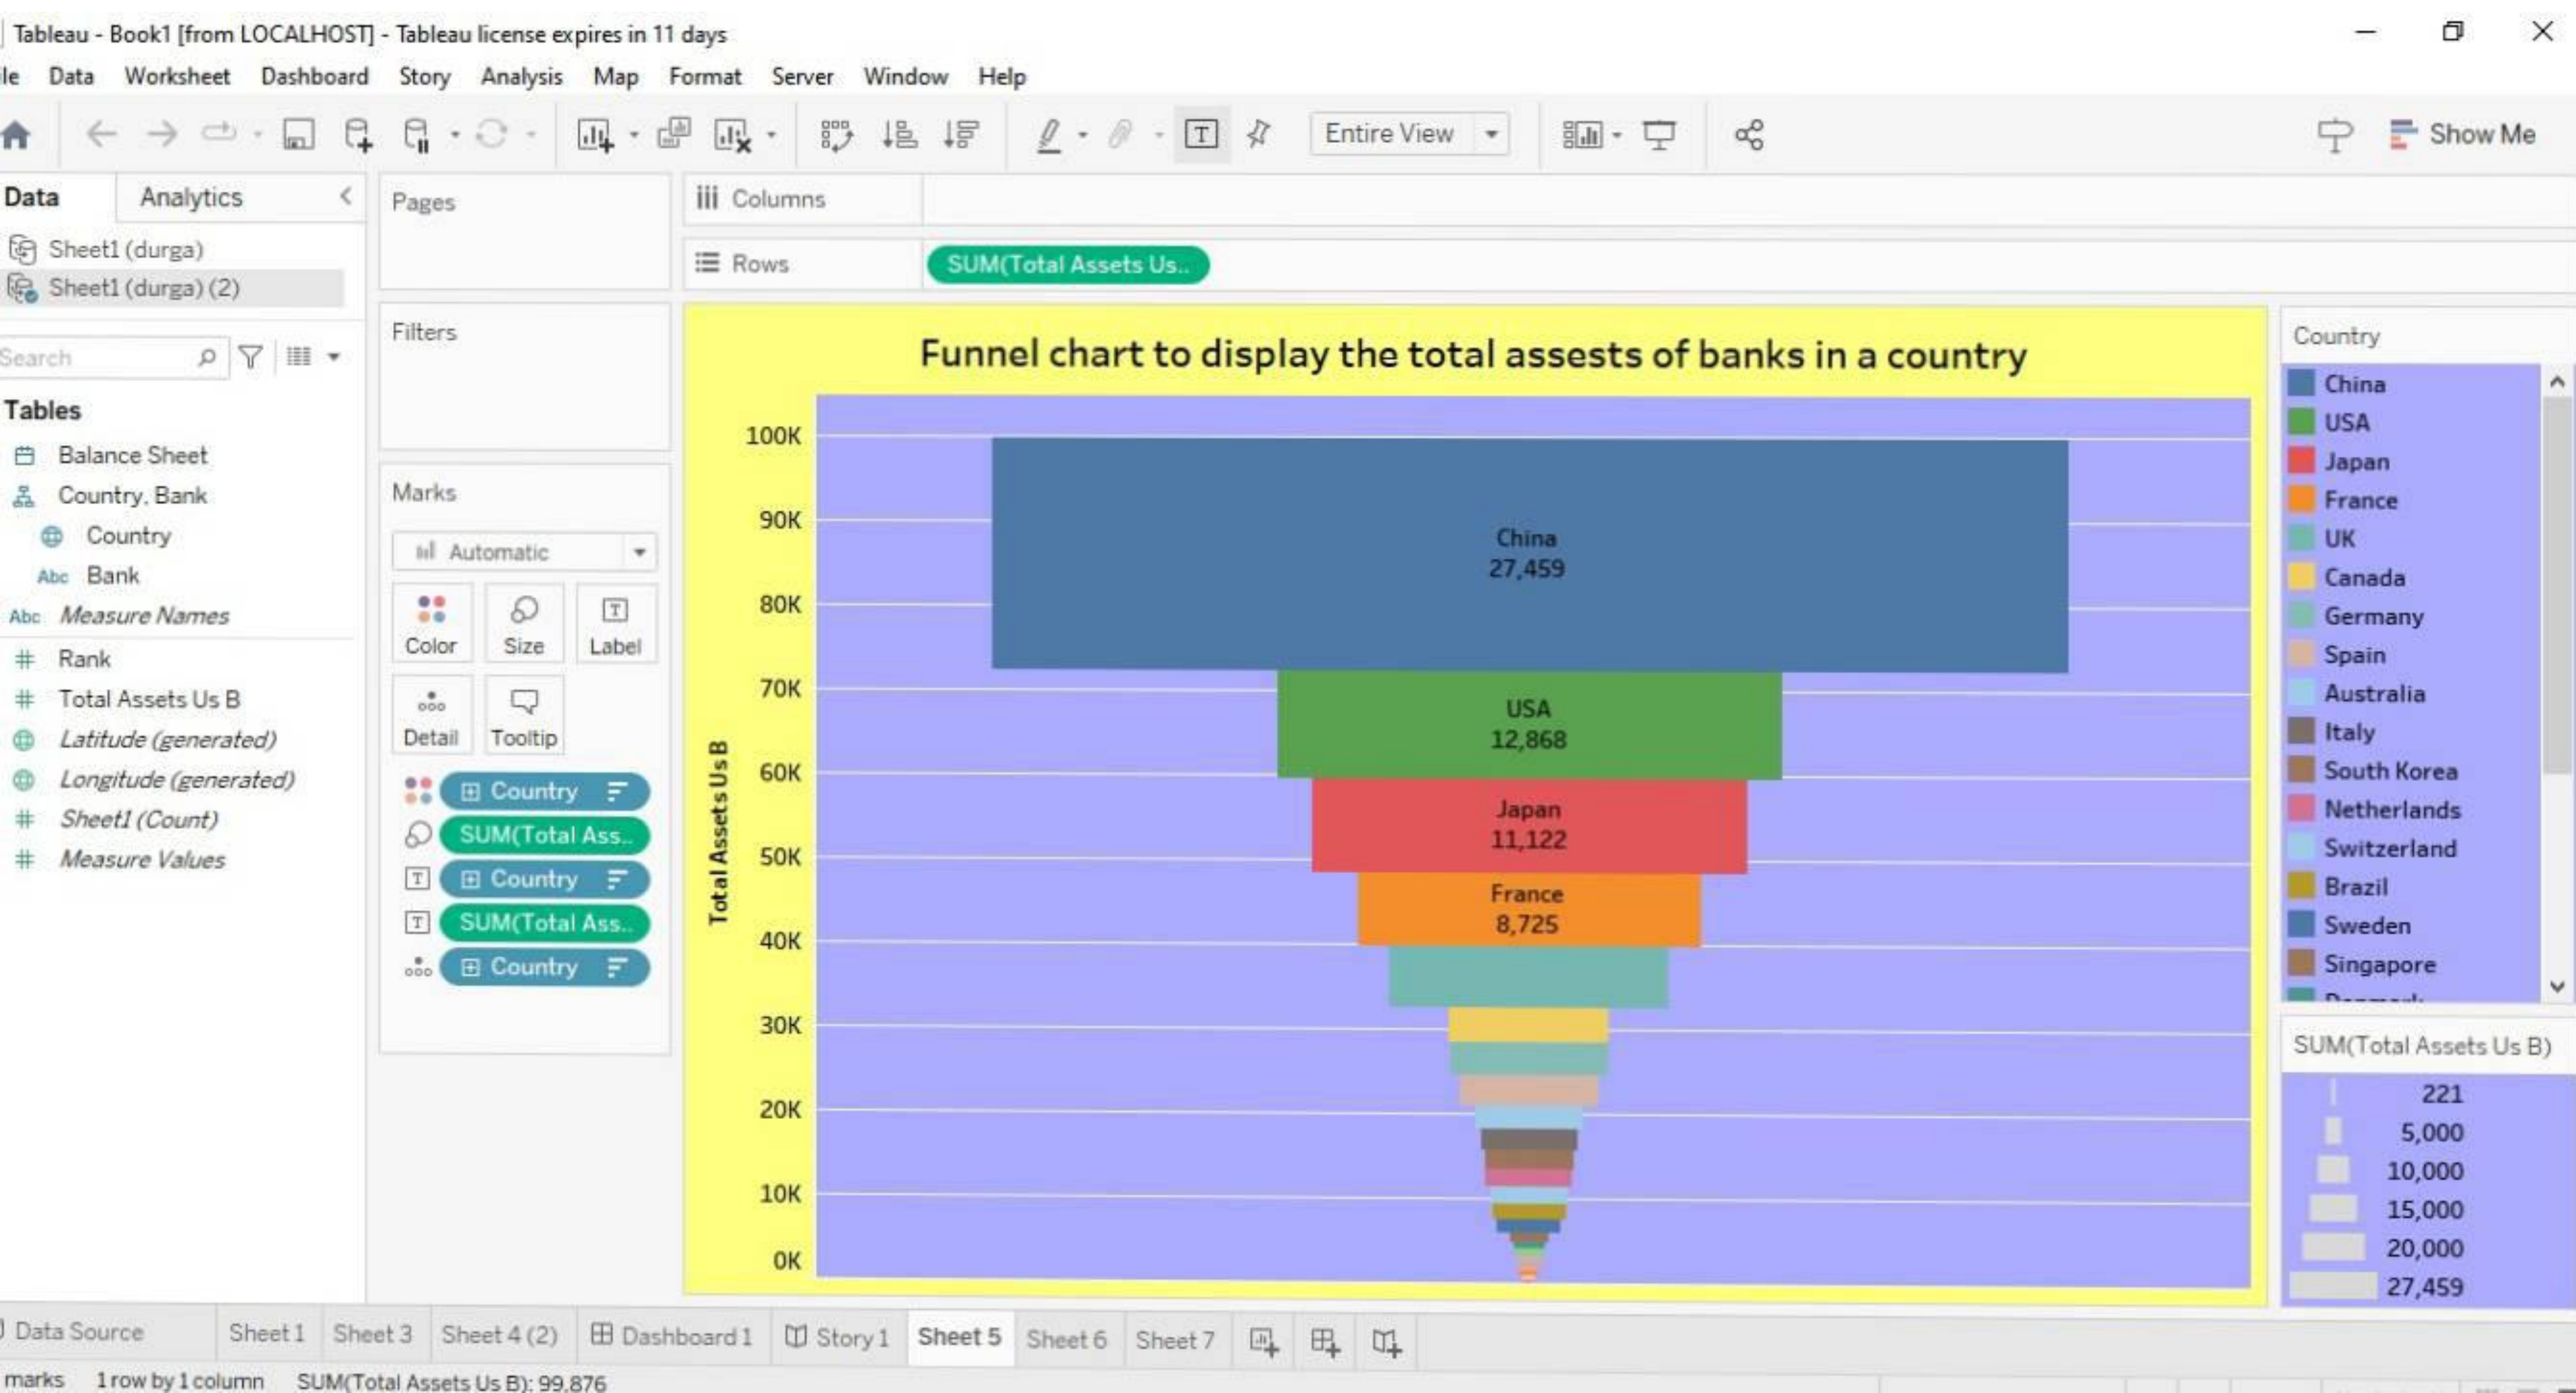 Tableau - Book1 [from LOCALHOST] - Tableau license expires in 11 days
Data Worksheet Dashboard Story Analysis Map Format Server Window Help
Entire View
Show Me
Data Analytics
Sheet1 (durga)
Sheet1 (durga) (2)
Search
Tables
Balance Sheet
Country, Bank
Country
Abc Bank
Abc Measure Names
# Rank
# Total Assets Us B
Latitude (generated)
Longitude (generated)
# Sheet1 (Count)
# Measure Values
Pages
Filters
Marks
Automatic
Color Size Label
Detail Tooltip
Country
SUM(Total Ass..
T Country
T SUM(Total Ass..
Country
Columns
Rows SUM(Total Assets Us..
Funnel chart to display the total assests of banks in a country
Total Assets Us B
100K
90K
80K
70K
60K
50K
40K
30K
20K
10K
0K
China
27,459
USA
12,868
Japan
11,122
France
8,725
Country
China
USA
Japan
France
UK
Canada
Germany
Spain
Australia
Italy
South Korea
Netherlands
Switzerland
Brazil
Sweden
Singapore
SUM(Total Assets Us B)
221
5,000
10,000
15,000
20,000
27,459
Data Source Sheet 1 Sheet 3 Sheet 4 (2) Dashboard 1 Story 1 Sheet 5 Sheet 6 Sheet 7
marks 1 row by 1 column SUM(Total Assets Us B): 99,876